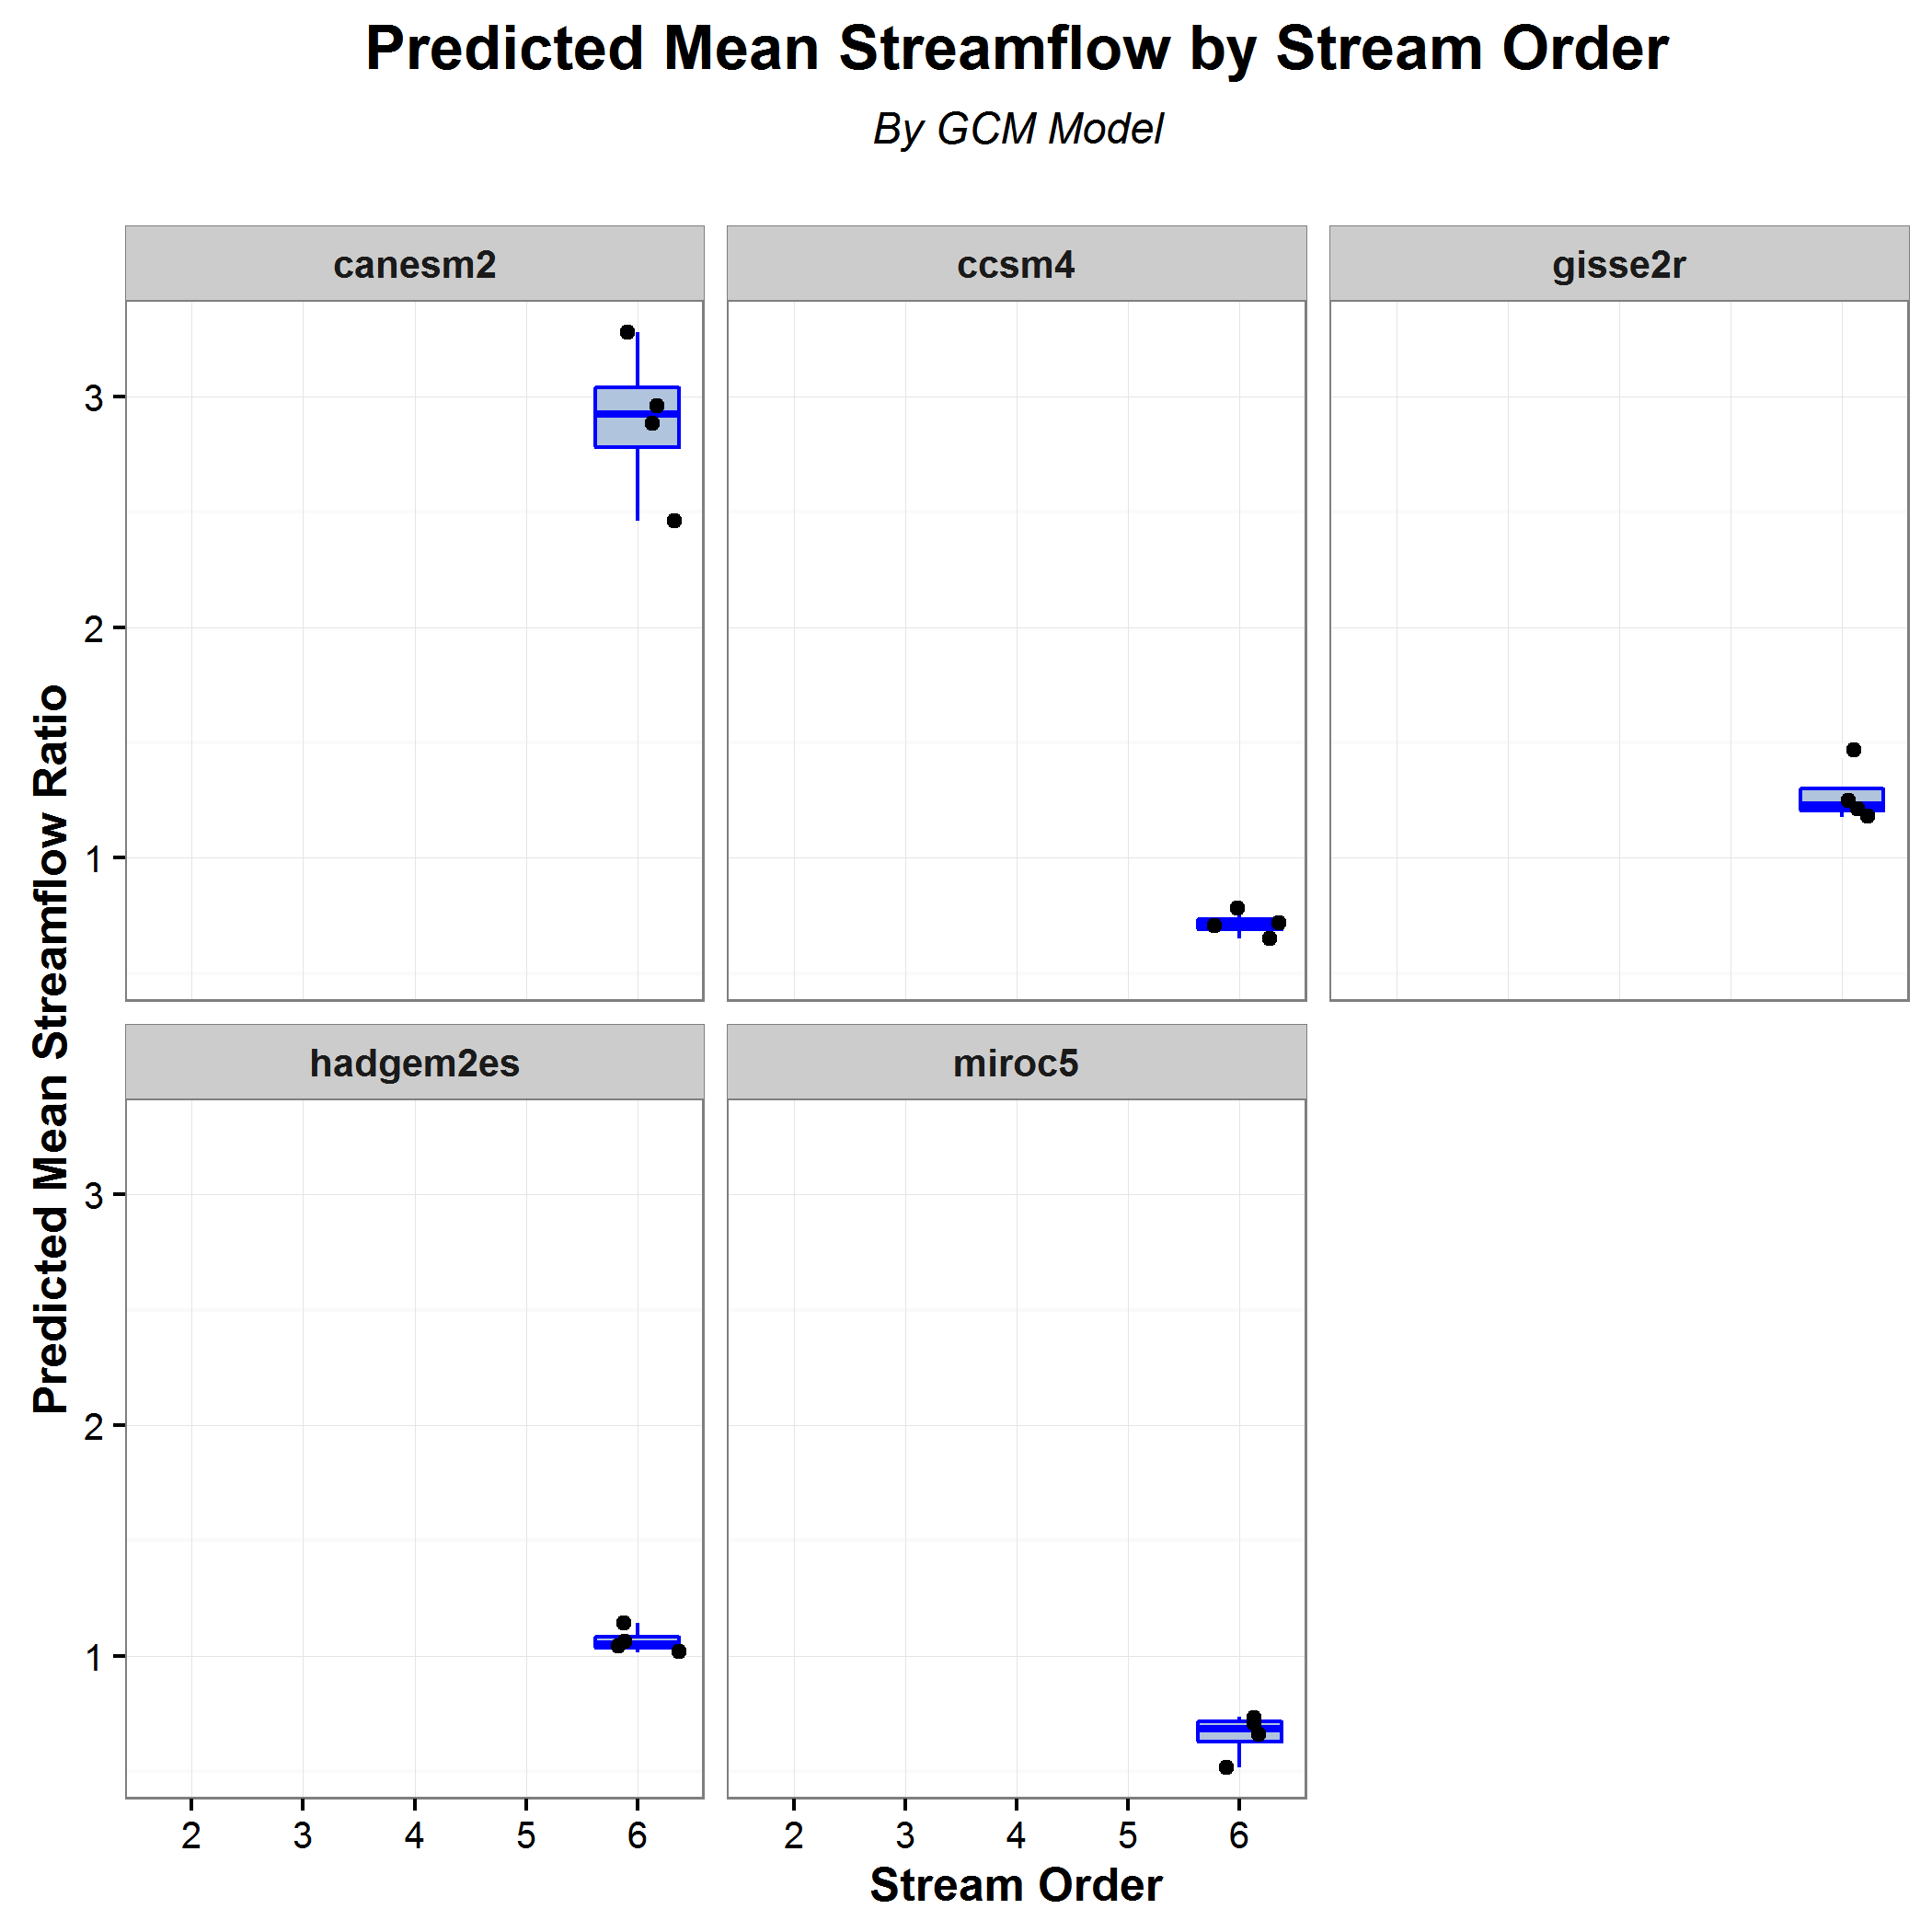 Predicted Mean Streamflow by Stream Order
By GCM Model
canesm2
ccsm4
gisse2r
3
2
1
hadgem2es
miroc5
3
2
1
Predicted Mean Streamflow Ratio
2 3 4 5 6
2 3 4 5 6
Stream Order